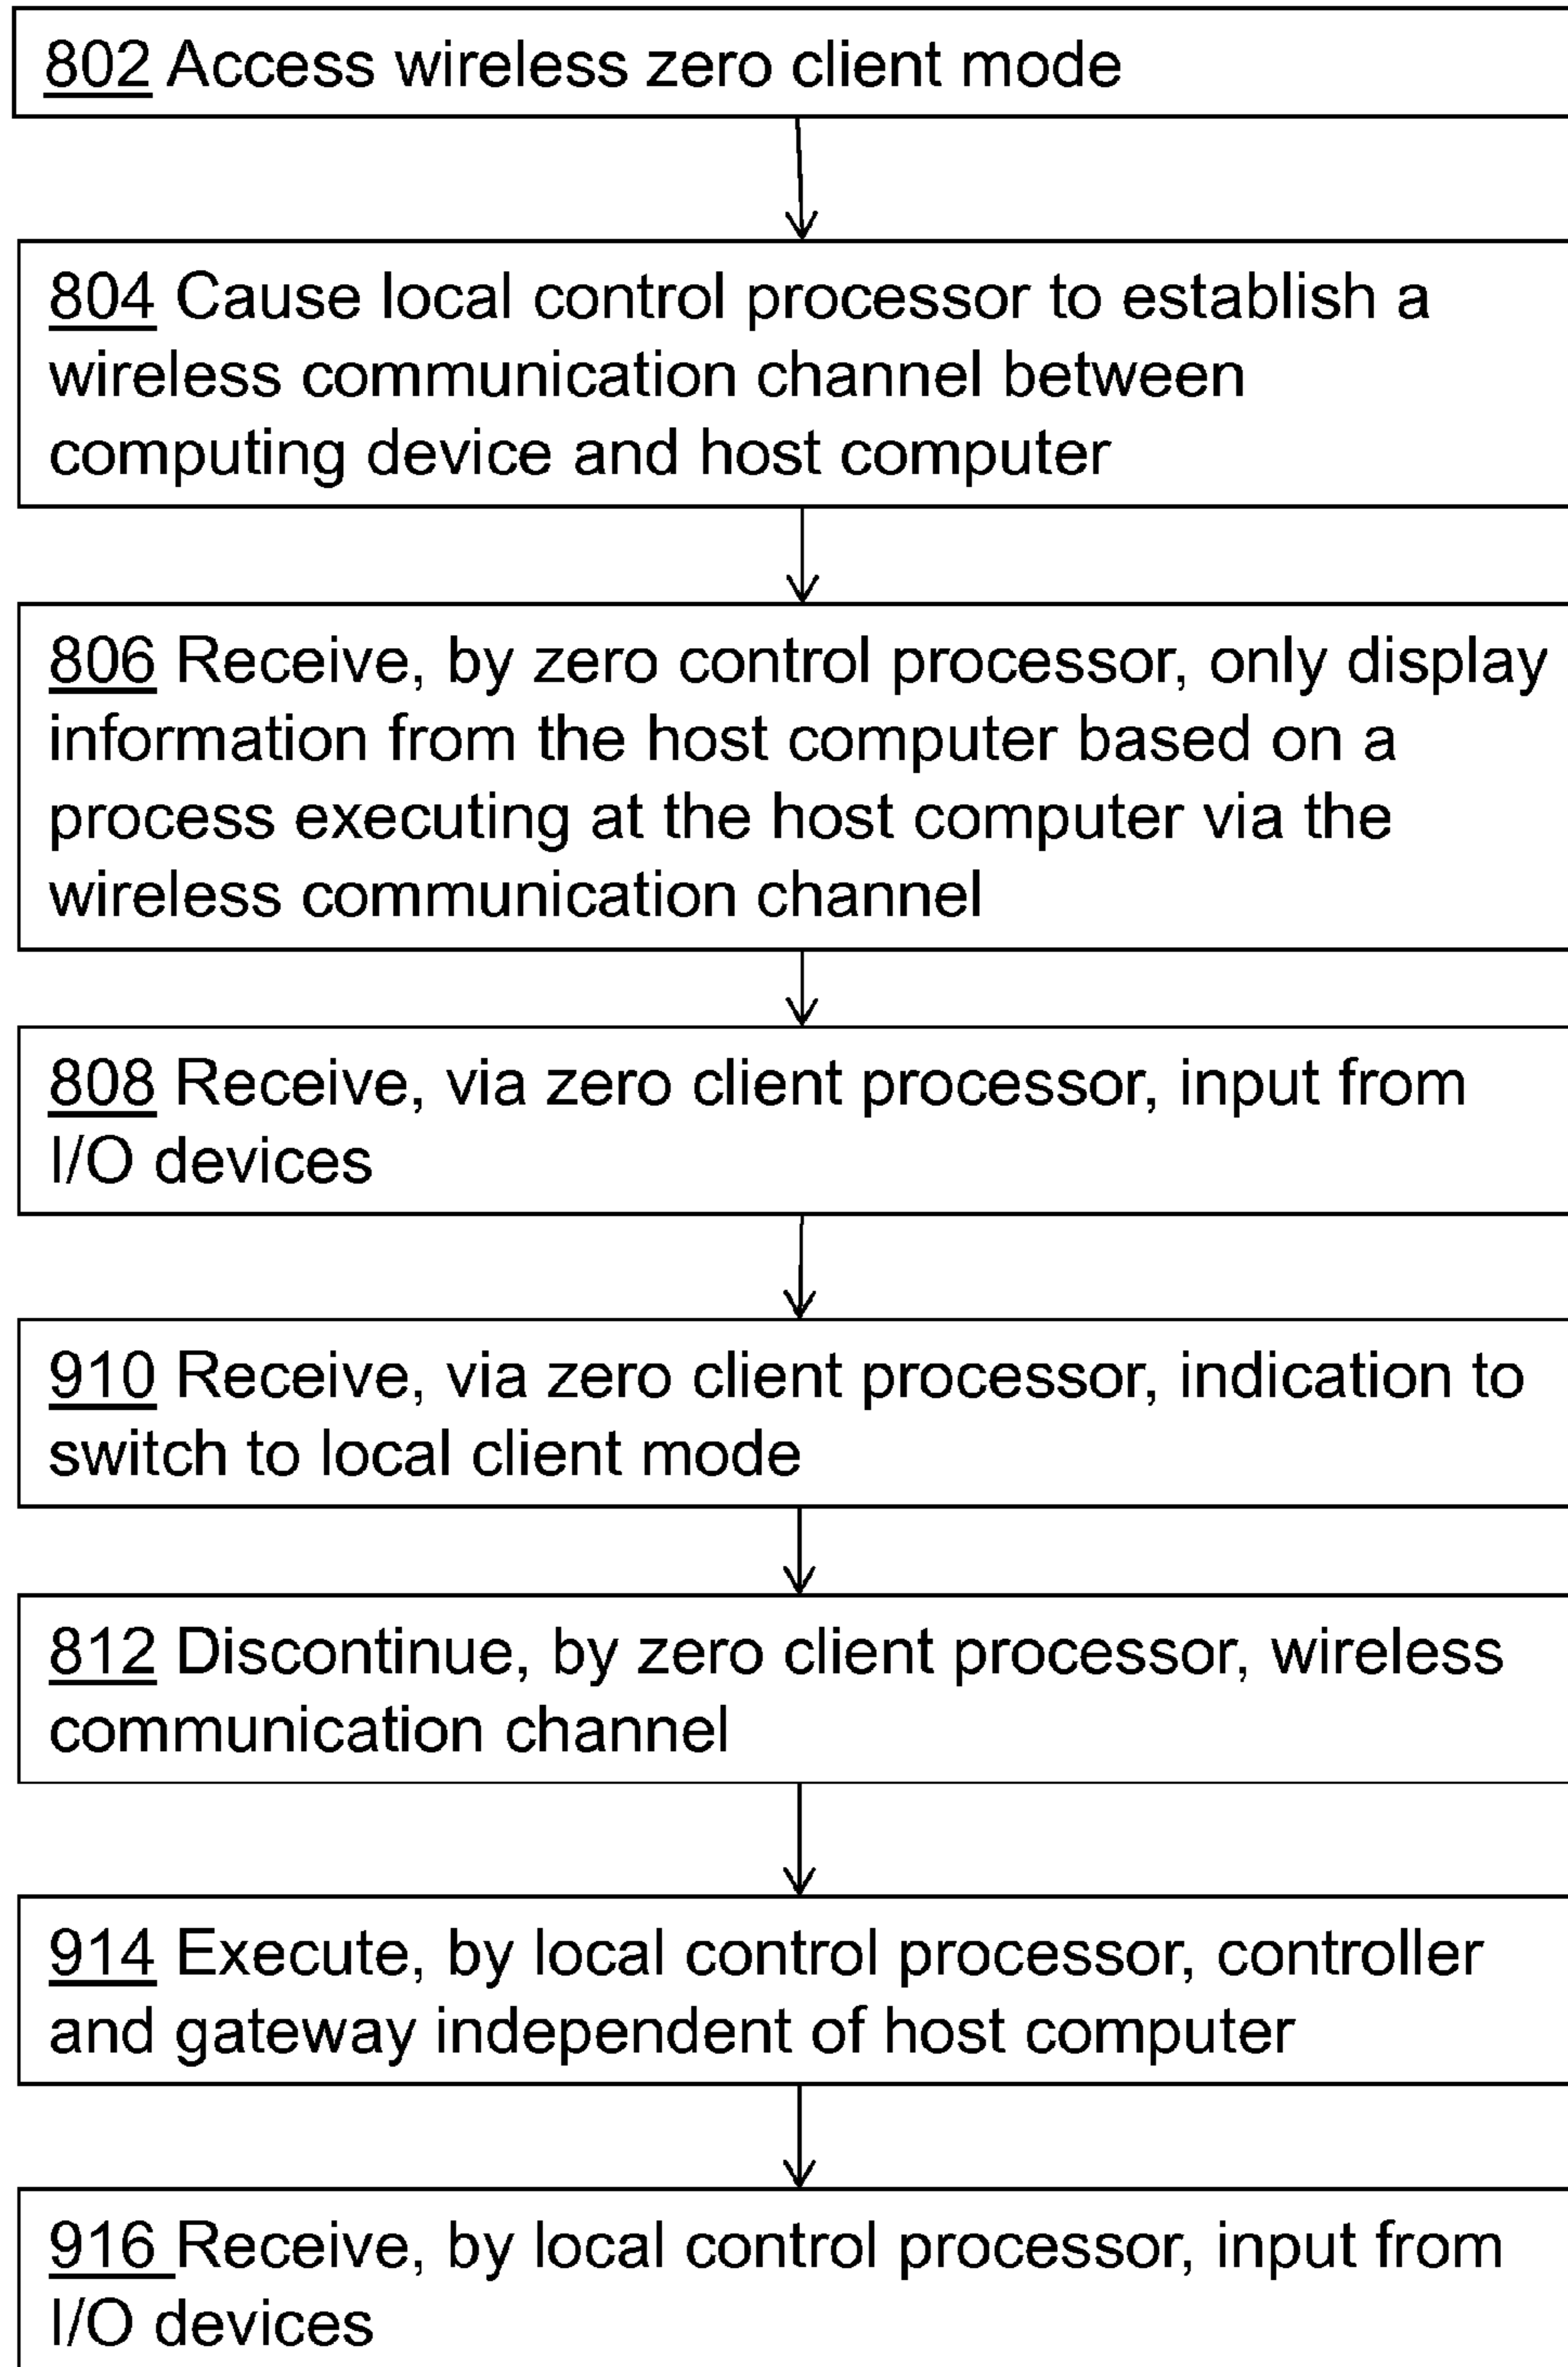 802 Access wireless zero client mode
804 Cause local control processor to establish a
wireless communication channel between
computing device and host computer
806 Receive, by zero control processor, only display
information from the host computer based on a
process executing at the host computer via the
wireless communication channel
808 Receive, via zero client processor, input from
I/O devices
910 Receive, via zero client processor, indication to
switch to local client mode
812 Discontinue, by zero client processor, wireless
communication channel
914 Execute, by local control processor, controller
and gateway independent of host computer
916 Receive, by local control processor, input from
I/O devices